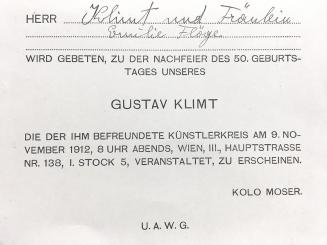 HERR Klimt und Fräulein
Emilie Flöge
WIRD GEBETEN, ZU DER NACHFEIER DES 50. GEBURTS-
TAGES UNSERES
GUSTAV KLIMT
DIE DER IHM BEFREUNDETE KÜNSTLERKREIS AM 9. NO-
VEMBER 1912, 8 UHR ABENDS, WIEN, III., HAUPTSTRASSE
NR. 138, I. STOCK 5, VERANSTALTET, ZU ERSCHEINEN.
KOLO MOSER.
U. A. W. G.